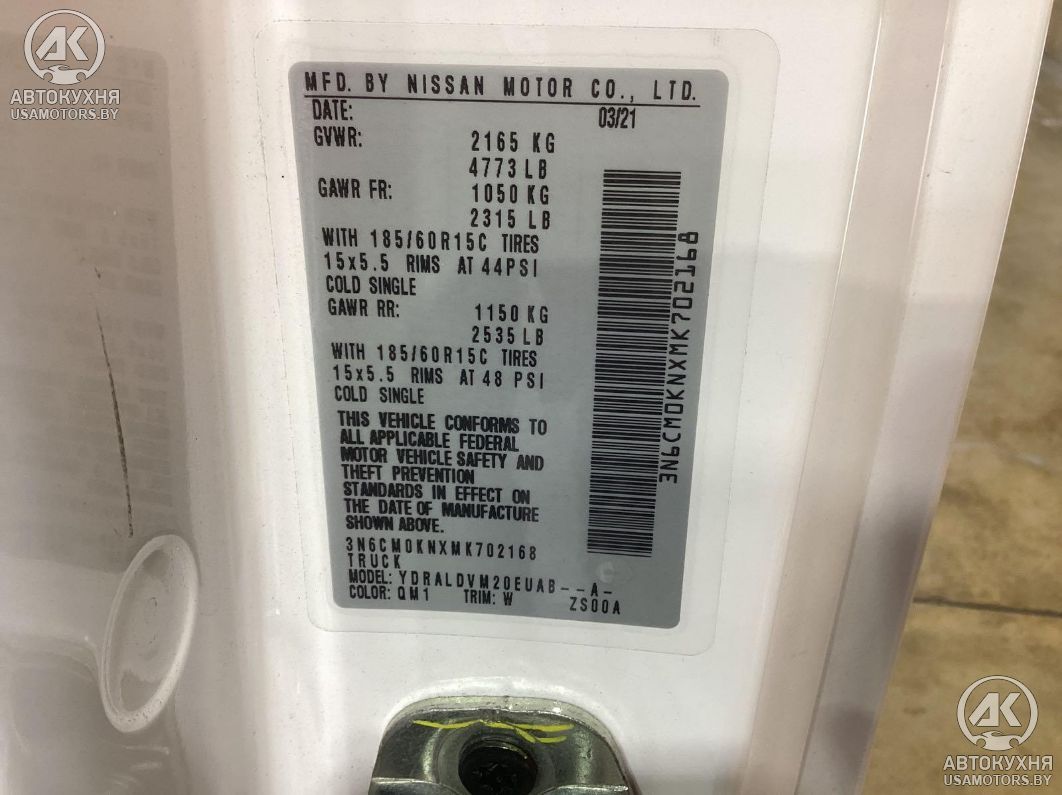 AK
АВТОКУХНЯ
USAMOTORS.BY
MFD. BY NISSAN MOTOR CO., LTD.
DATE: 03/21
GVWR: 2165 KG
4773 LB
GAWR FR: 1050 KG
2315 LB
WITH 185/60R15C TIRES
15x5.5 RIMS AT 44PSI
COLD SINGLE
GAWR RR: 1150 KG
2535 LB
WITH 185/60R15C TIRES
15x5.5 RIMS AT 48 PSI
COLD SINGLE
THIS VEHICLE CONFORMS TO
ALL APPLICABLE FEDERAL
MOTOR VEHICLE SAFETY AND
THEFT PREVENTION
STANDARDS IN EFFECT ON
THE DATE OF MANUFACTURE
SHOWN ABOVE.
3N6CM0KNXMK702168
TRUCK
MODEL: YDRALDVM20EUAB--A-
COLOR: QM1 TRIM: W ZS00A
3N6CM0KNXMK702168
AK
АВТОКУХНЯ
USAMOTORS.BY